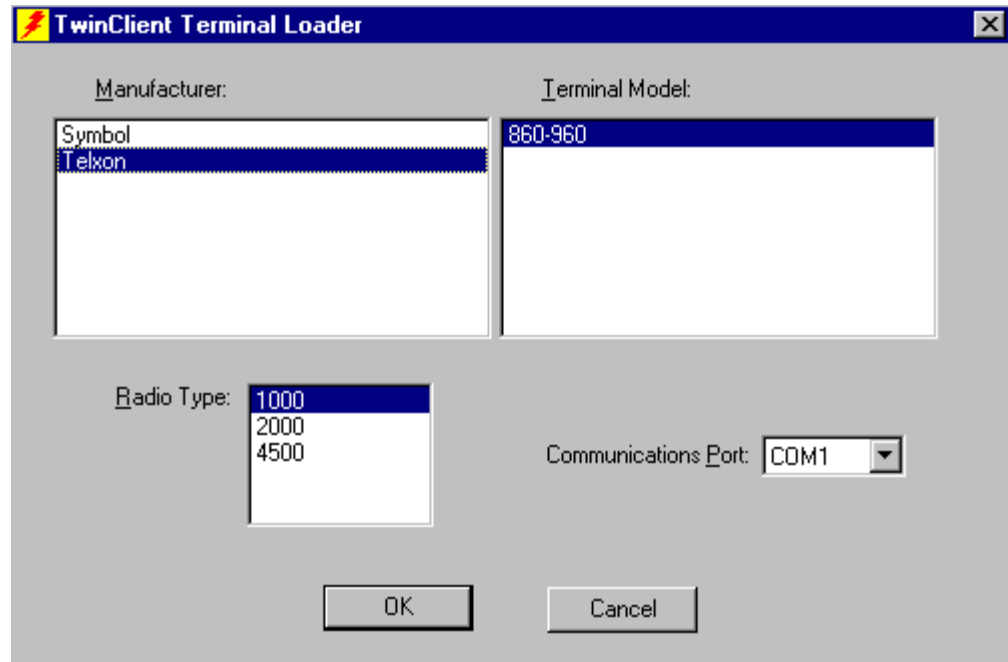 TwinClient Terminal Loader
Manufacturer:
Terminal Model:
Symbol
Telxon
860-960
Radio Type:
1000
2000
4500
Communications Port:
COM1
OK
Cancel